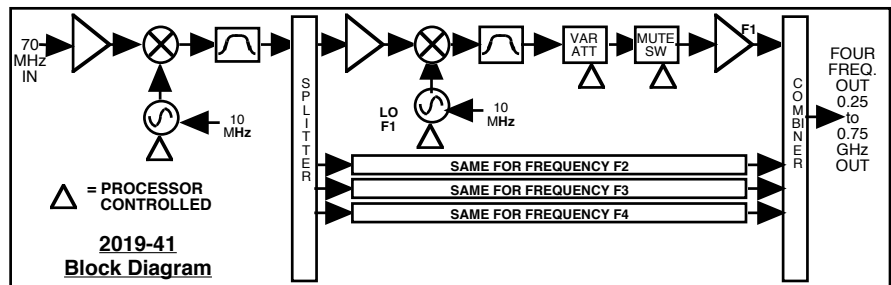 70
MHz
IN
10
MHz
= PROCESSOR
CONTROLLED
2019-41
Block Diagram
SPLITTER
LO
F1
10
MHz
VAR
ATT
MUTE
SW
F1
SAME FOR FREQUENCY F2
SAME FOR FREQUENCY F3
SAME FOR FREQUENCY F4
COMBINER
FOUR
FREQ.
OUT
0.25
to
0.75
GHz
OUT